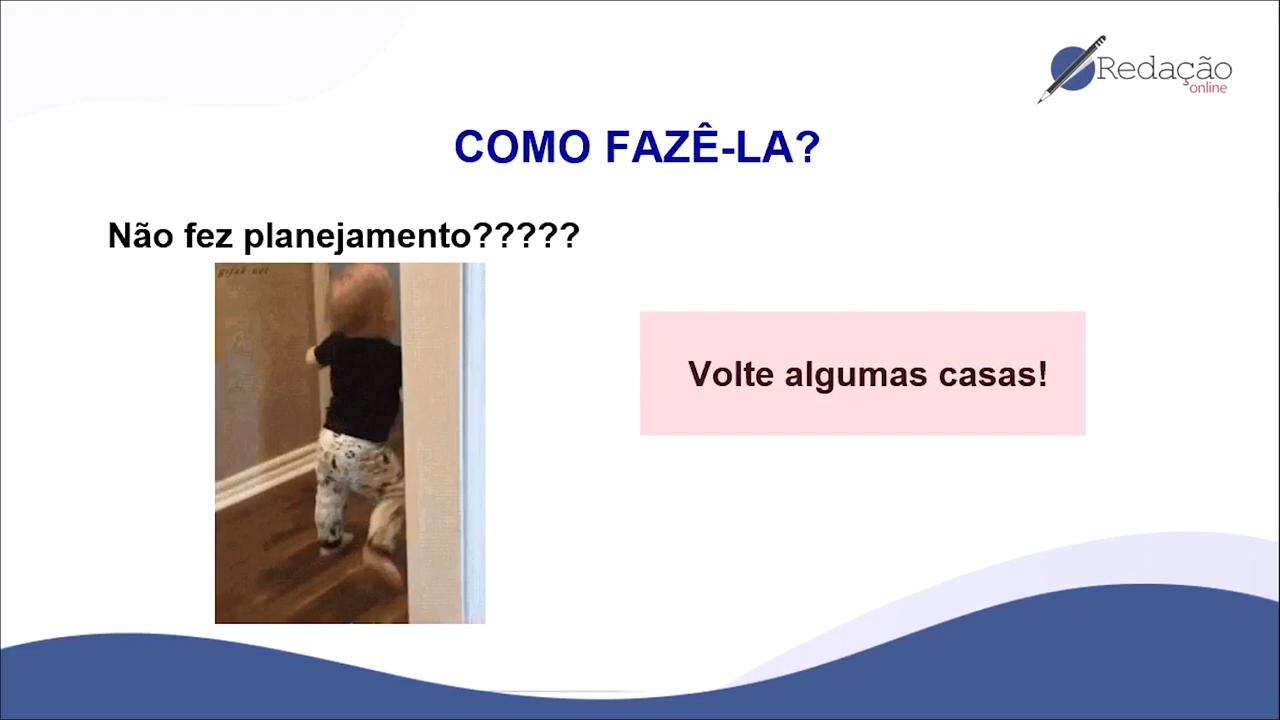 Redação
online
COMO FAZÊ-LA?
Não fez planejamento?????
Volte algumas casas!